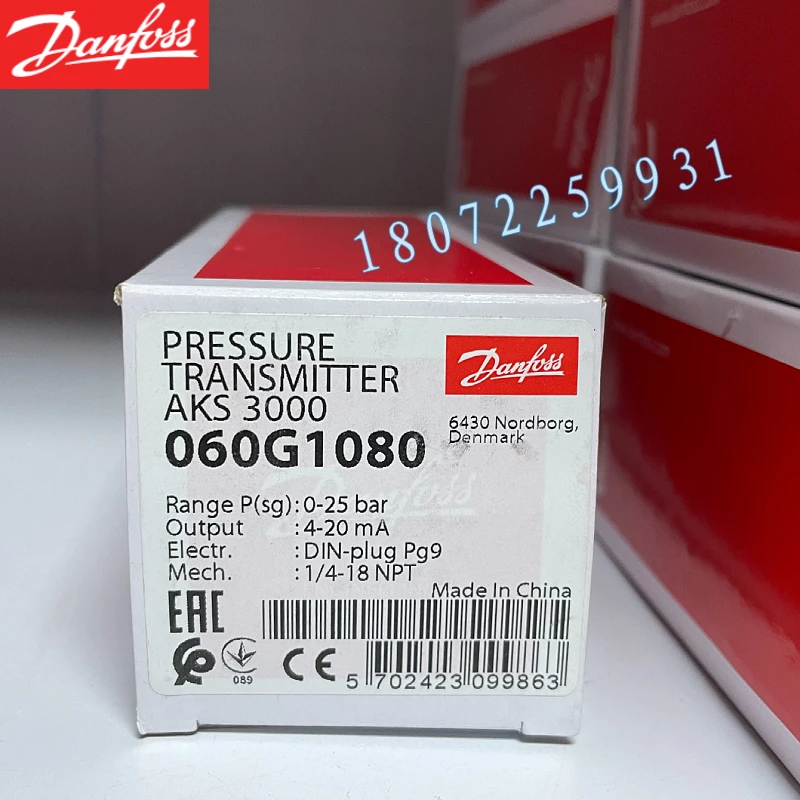 Danfoss
18072259931
PRESSURE
TRANSMITTER
AKS 3000
060G1080
Danfoss
6430 Nordborg,
Denmark
Danfoss
Range P(sg): 0-25 bar
Output : 4-20 mA
Electr. : DIN-plug Pg9
Mech. : 1/4-18 NPT
Made In China
EAC
089
CE
5 702423 099863